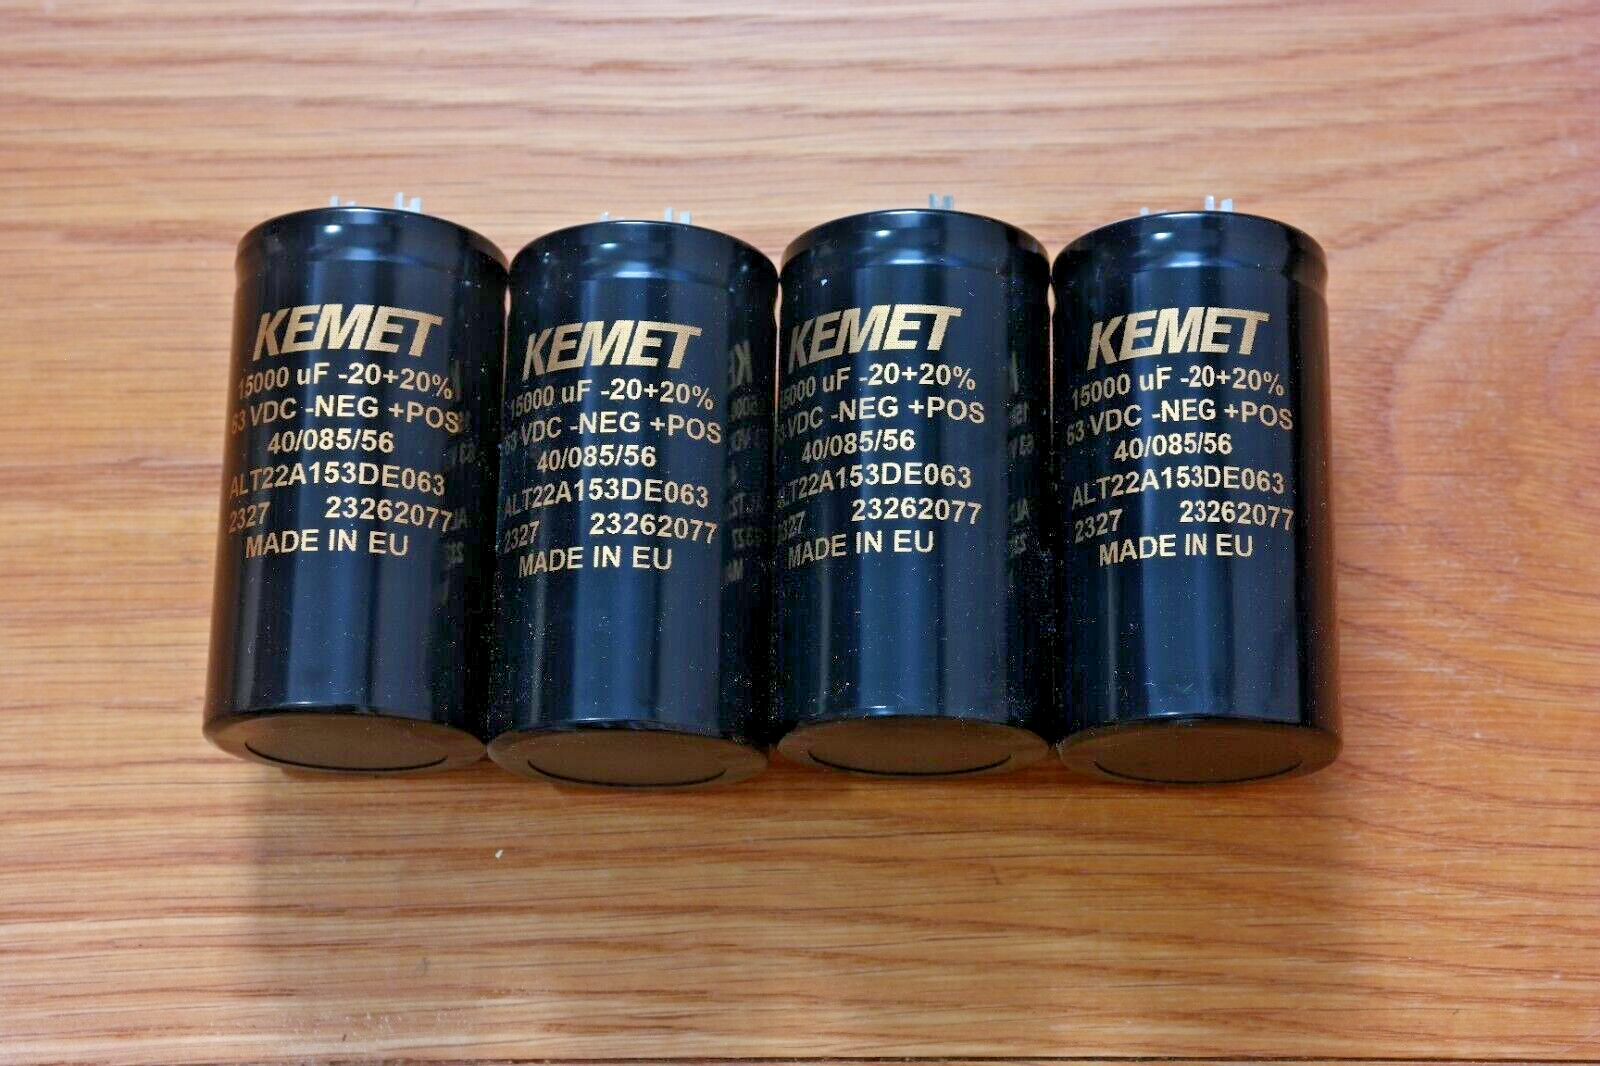 KEMET
15000 uF -20+20%
63 VDC -NEG +POS
40/085/56
ALT22A153DE063
2327 23262077
MADE IN EU
KEMET
15000 uF -20+20%
63 VDC -NEG +POS
40/085/56
ALT22A153DE063
2327 23262077
MADE IN EU
KEMET
15000 uF -20+20%
63 VDC -NEG +POS
40/085/56
ALT22A153DE063
2327 23262077
MADE IN EU
KEMET
15000 uF -20+20%
63 VDC -NEG +POS
40/085/56
ALT22A153DE063
2327 23262077
MADE IN EU